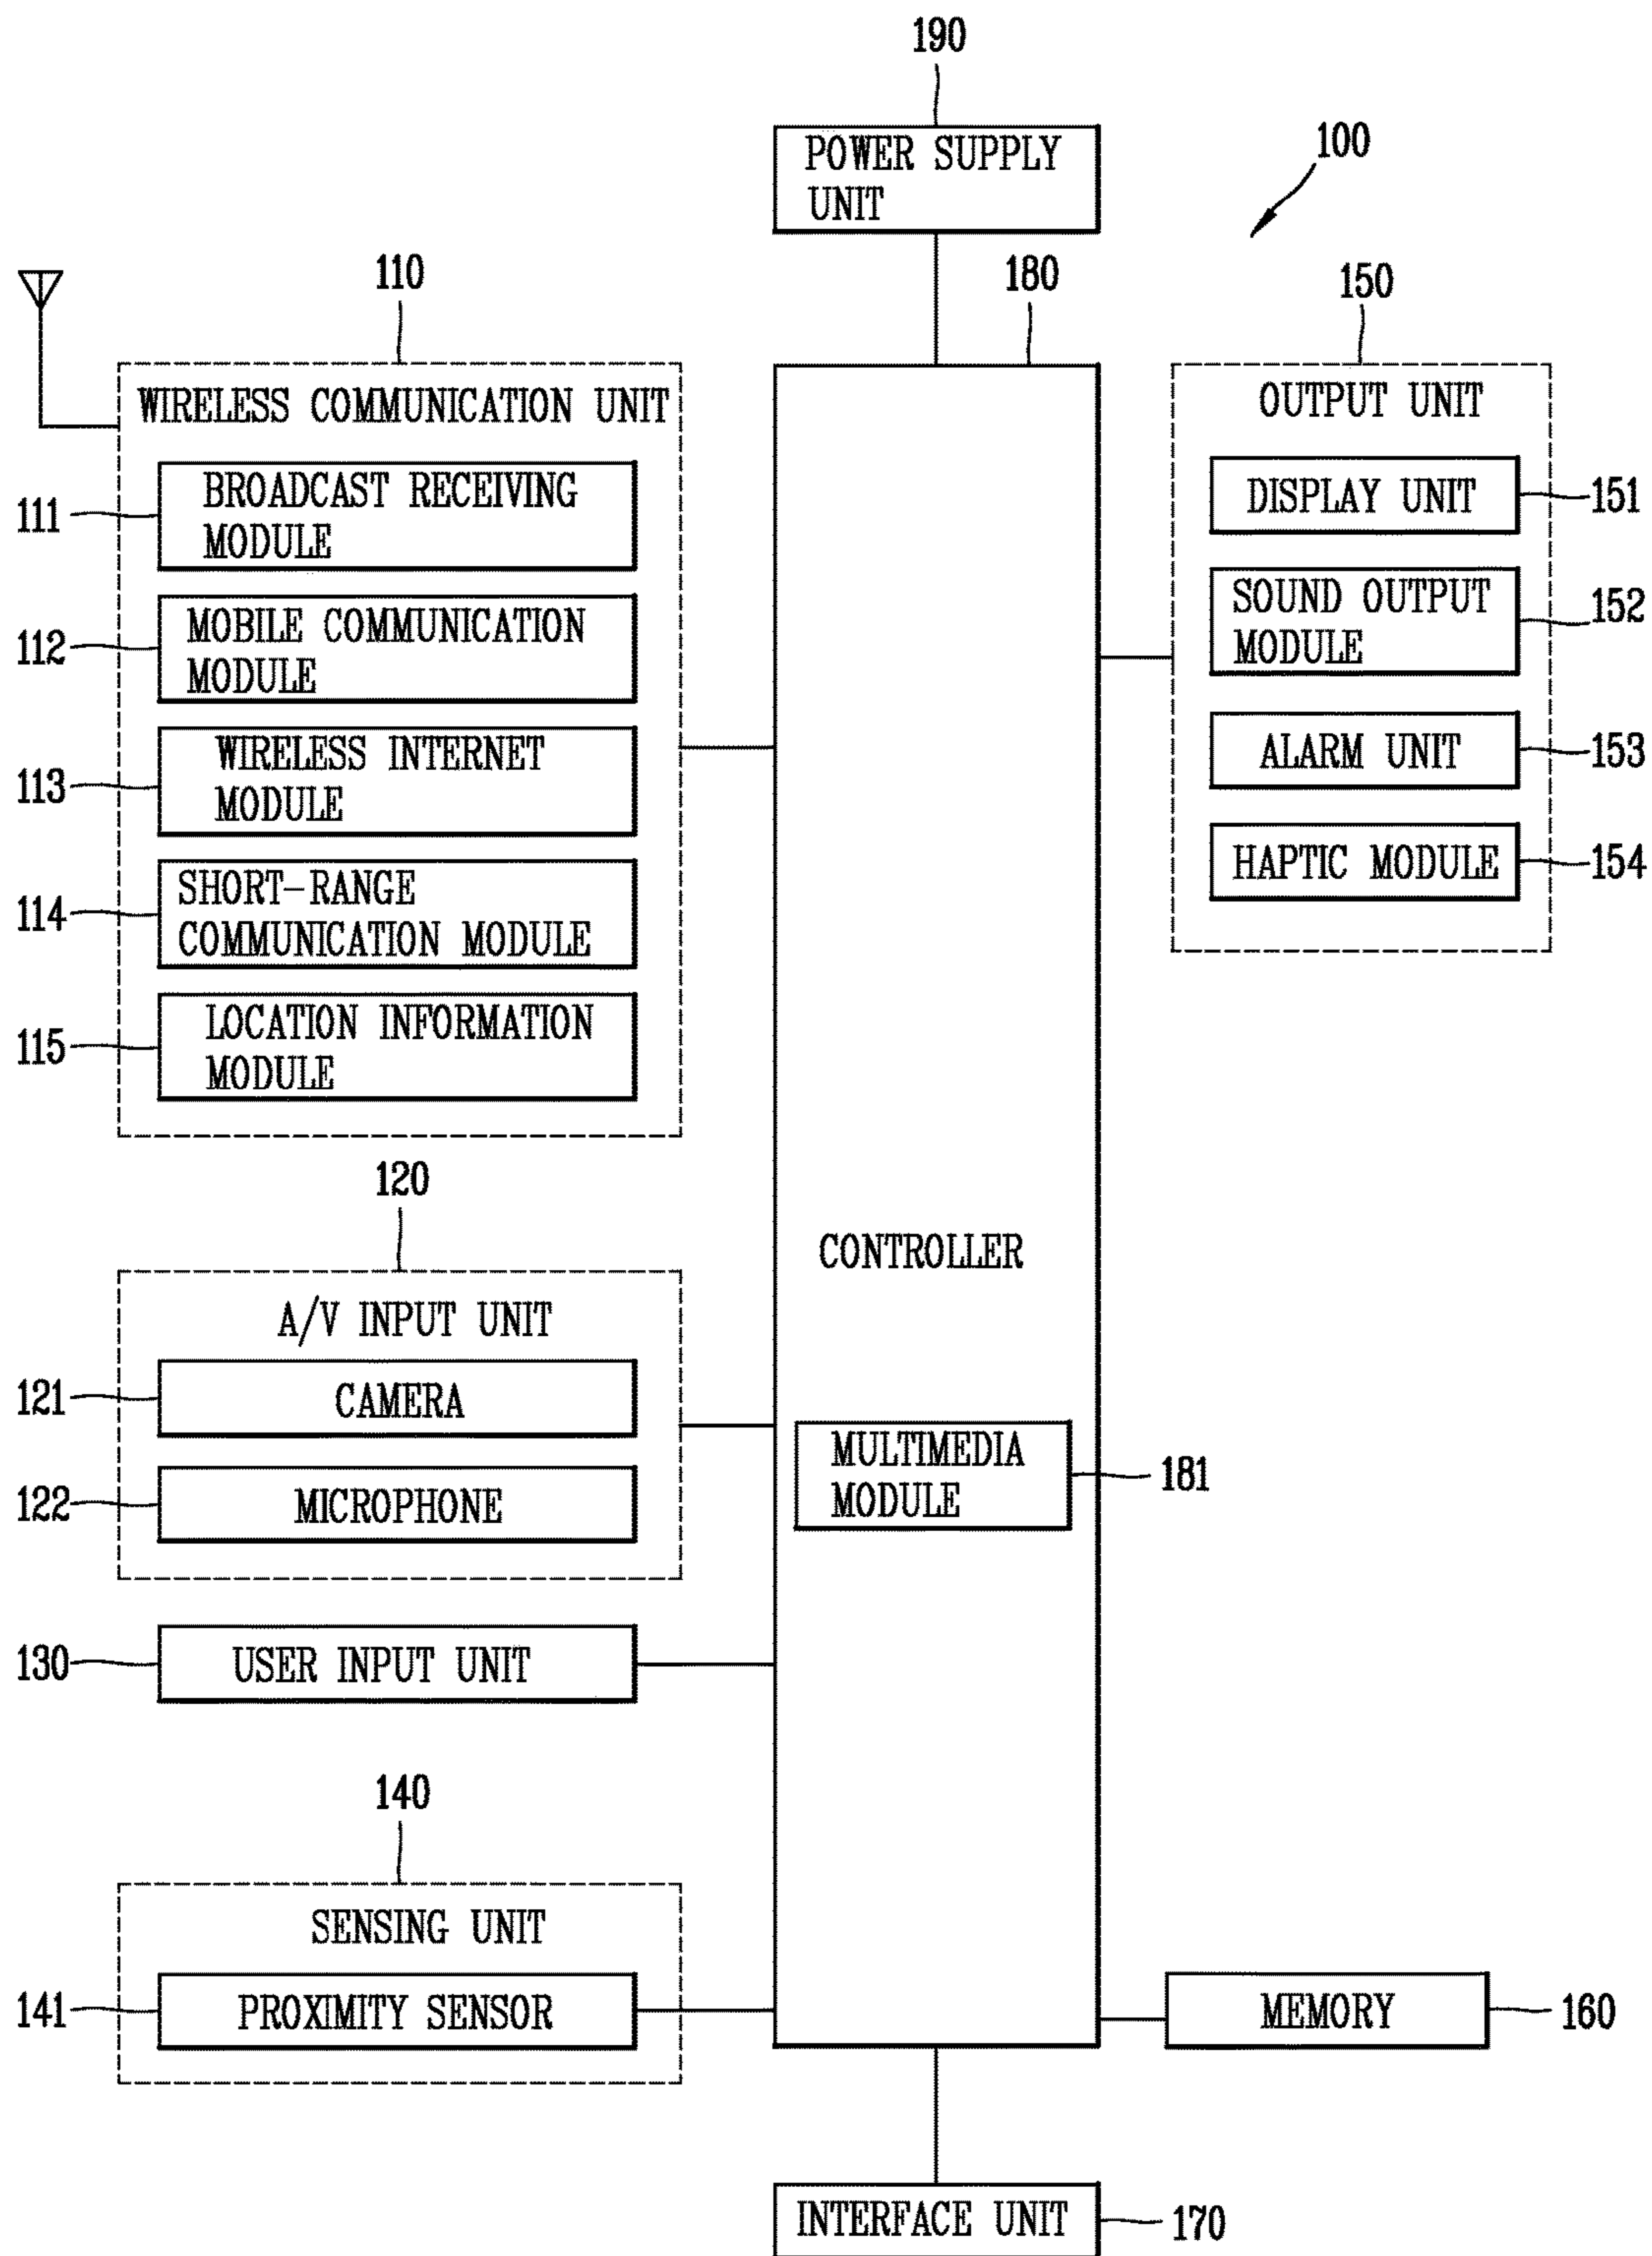 190
POWER SUPPLY
UNIT
100
110
180
150
WIRELESS COMMUNICATION UNIT
111
BROADCAST RECEIVING
MODULE
112
MOBILE COMMUNICATION
MODULE
113
WIRELESS INTERNET
MODULE
114
SHORT-RANGE
COMMUNICATION MODULE
115
LOCATION INFORMATION
MODULE
OUTPUT UNIT
DISPLAY UNIT
151
SOUND OUTPUT
MODULE
152
ALARM UNIT
153
HAPTIC MODULE
154
120
A/V INPUT UNIT
121
CAMERA
122
MICROPHONE
CONTROLLER
MULTIMEDIA
MODULE
181
130
USER INPUT UNIT
140
SENSING UNIT
141
PROXIMITY SENSOR
MEMORY
160
INTERFACE UNIT
170